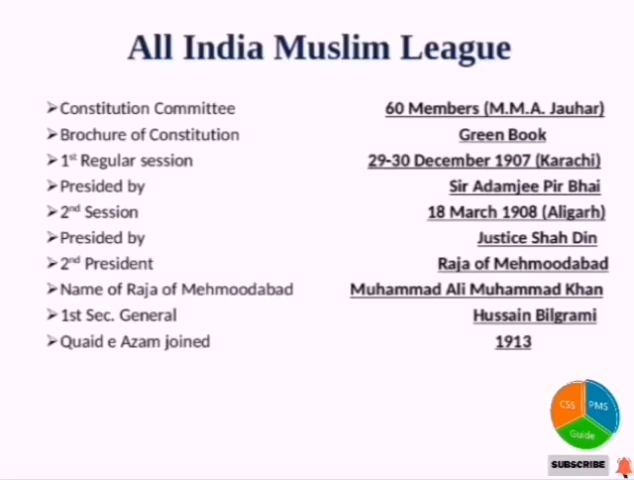 All India Muslim League
➢Constitution Committee 60 Members (M.M.A. Jauhar)
➢Brochure of Constitution Green Book
➢1st Regular session 29-30 December 1907 (Karachi)
➢Presided by Sir Adamjee Pir Bhai
➢2nd Session 18 March 1908 (Aligarh)
➢Presided by Justice Shah Din
➢2nd President Raja of Mehmoodabad
➢Name of Raja of Mehmoodabad Muhammad Ali Muhammad Khan
➢1st Sec. General Hussain Bilgrami
➢Quaid e Azam joined 1913
CSS PMS
Guide
SUBSCRIBE